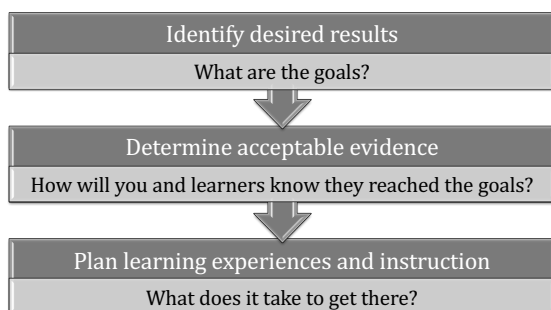 Identify desired results
What are the goals?
Determine acceptable evidence
How will you and learners know they reached the goals?
Plan learning experiences and instruction
What does it take to get there?